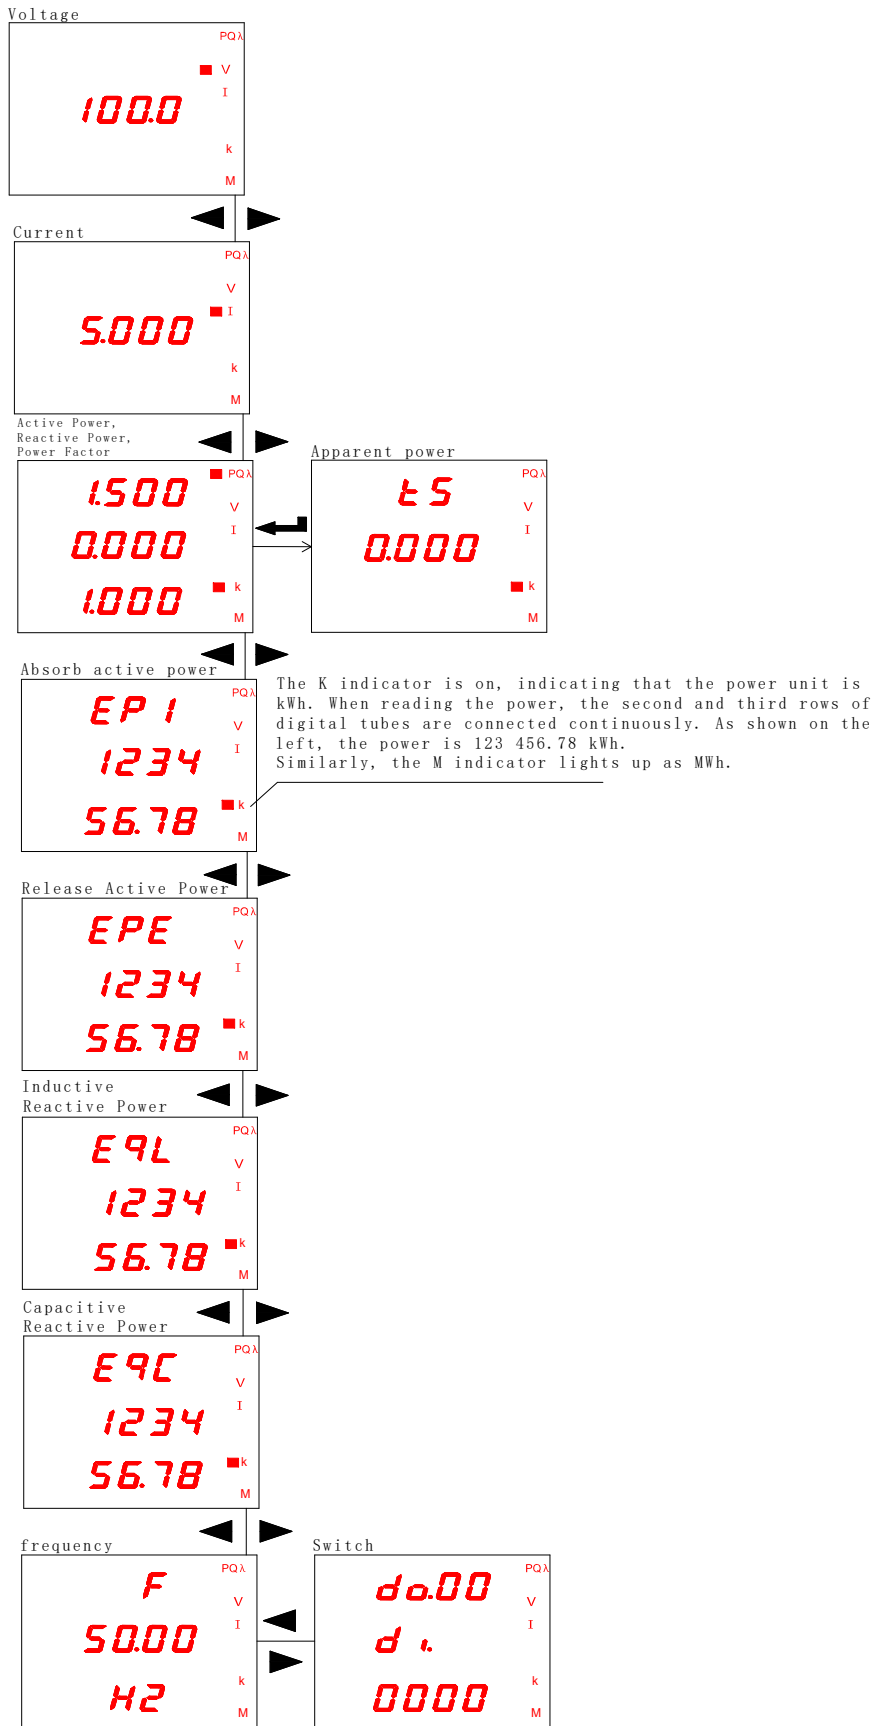 Voltage
PQλ
V
I
100.0
k
M
Current
PQλ
V
I
5.000
k
M
Active Power,
Reactive Power,
Power Factor
1.500
PQλ
V
I
0.000
1.000
k
M
Apparent power
tS
PQλ
V
I
0.000
k
M
Absorb active power
EPI
PQλ
V
I
1234
56.78
k
M
The K indicator is on, indicating that the power unit is
kWh. When reading the power, the second and third rows of
digital tubes are connected continuously. As shown on the
left, the power is 123 456.78 kWh.
Similarly, the M indicator lights up as MWh.
Release Active Power
EPE
PQλ
V
I
1234
56.78
k
M
Inductive
Reactive Power
EqL
PQλ
V
I
1234
56.78
k
M
Capacitive
Reactive Power
EqC
PQλ
V
I
1234
56.78
k
M
frequency
F
PQλ
V
I
50.00
HZ
k
M
Switch
do.00
PQλ
V
I
di.
0000
k
M